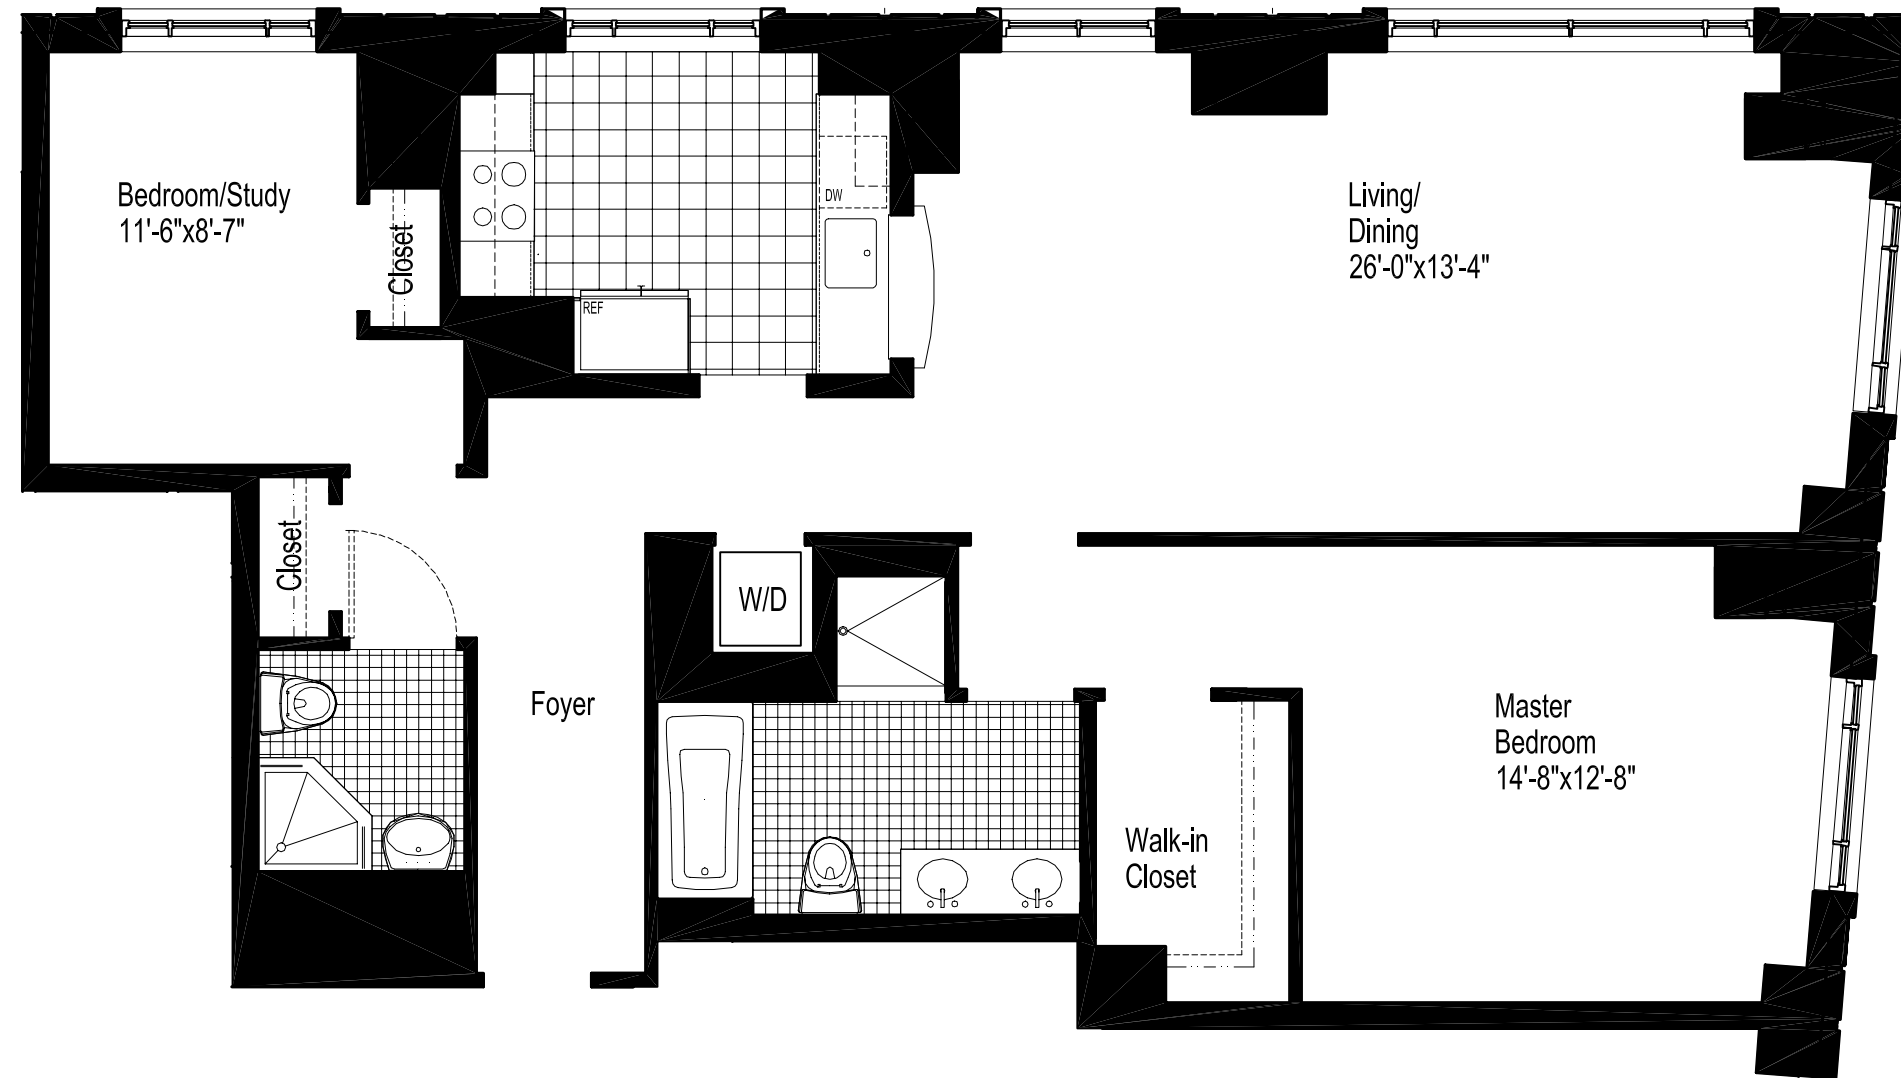 Bedroom/Study
11'-6"x8'-7"
Closet
DW
REF
Living/
Dining
26'-0"x13'-4"
Closet
W/D
Foyer
Master
Bedroom
14'-8"x12'-8"
Walk-in
Closet